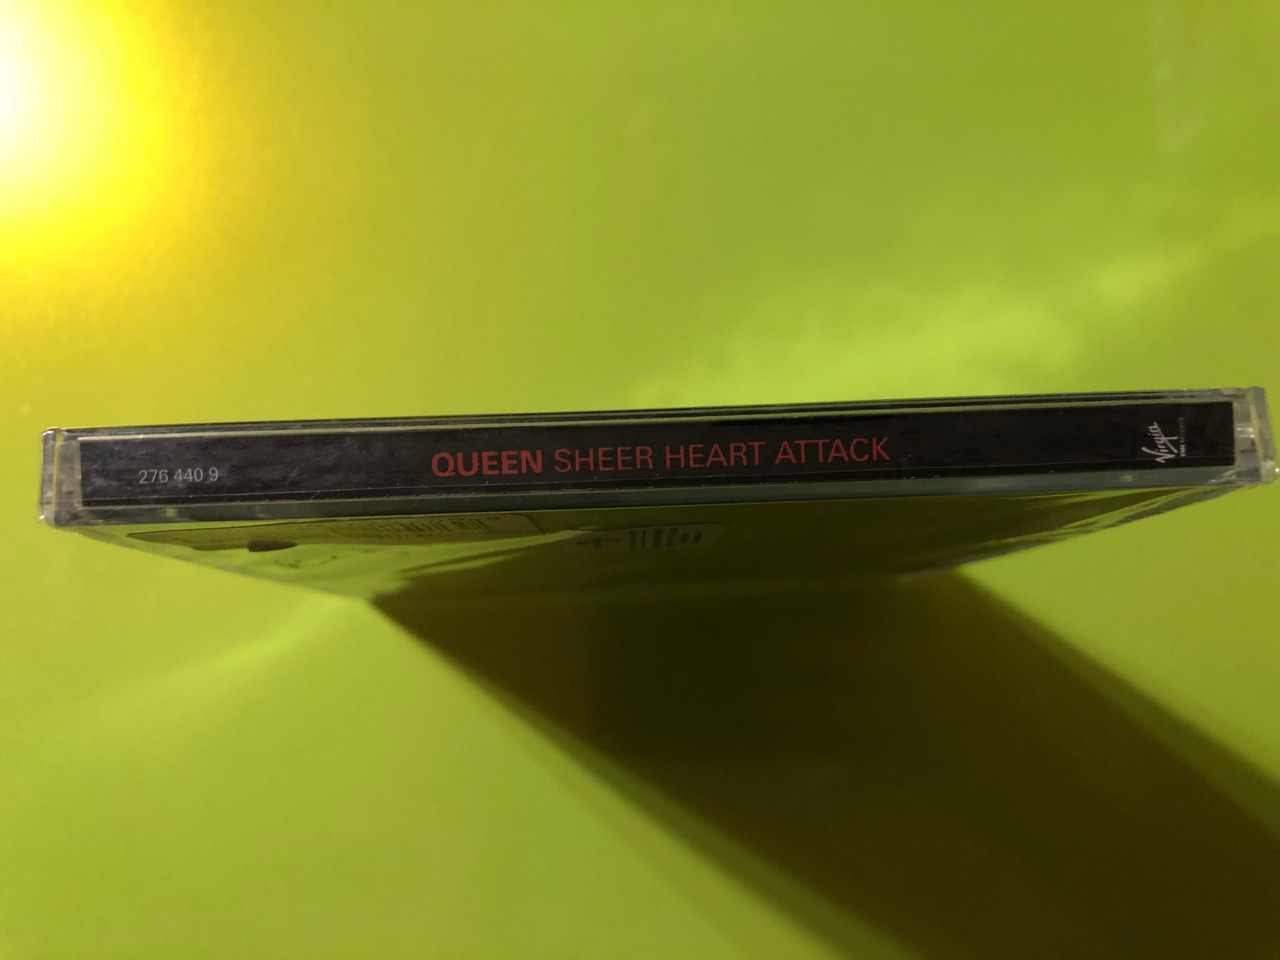 276 440 9
QUEEN SHEER HEART ATTACK
Virgin